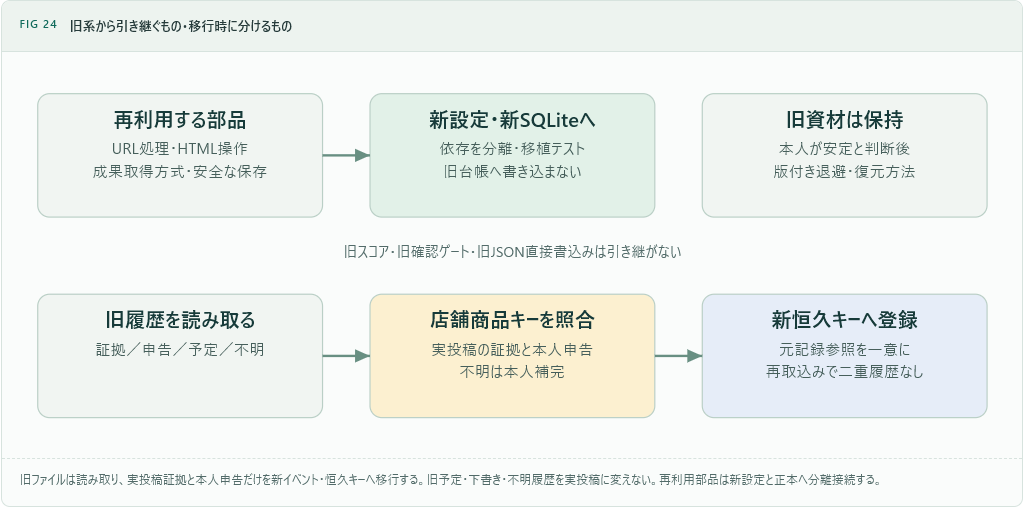 FIG 24 旧系から引き継ぐもの・移行時に分けるもの
再利用する部品
URL処理・HTML操作
成果取得方式・安全な保存
新設定・新SQLiteへ
依存を分離・移植テスト
旧台帳へ書き込まない
旧資材は保持
本人が安定と判断後
版付き退避・復元方法
旧スコア・旧確認ゲート・旧JSON直接書込みは引き継がない
旧履歴を読み取る
証拠／申告／予定／不明
店舗商品キーを照合
実投稿の証拠と本人申告
不明は本人補完
新恒久キーへ登録
元記録参照を一意に
再取込みで二重履歴なし
旧ファイルは読み取り、実投稿証拠と本人申告だけを新イベント・恒久キーへ移行する。旧予定・下書き・不明履歴を実投稿に変えない。再利用部品は新設定と正本へ分離接続する。